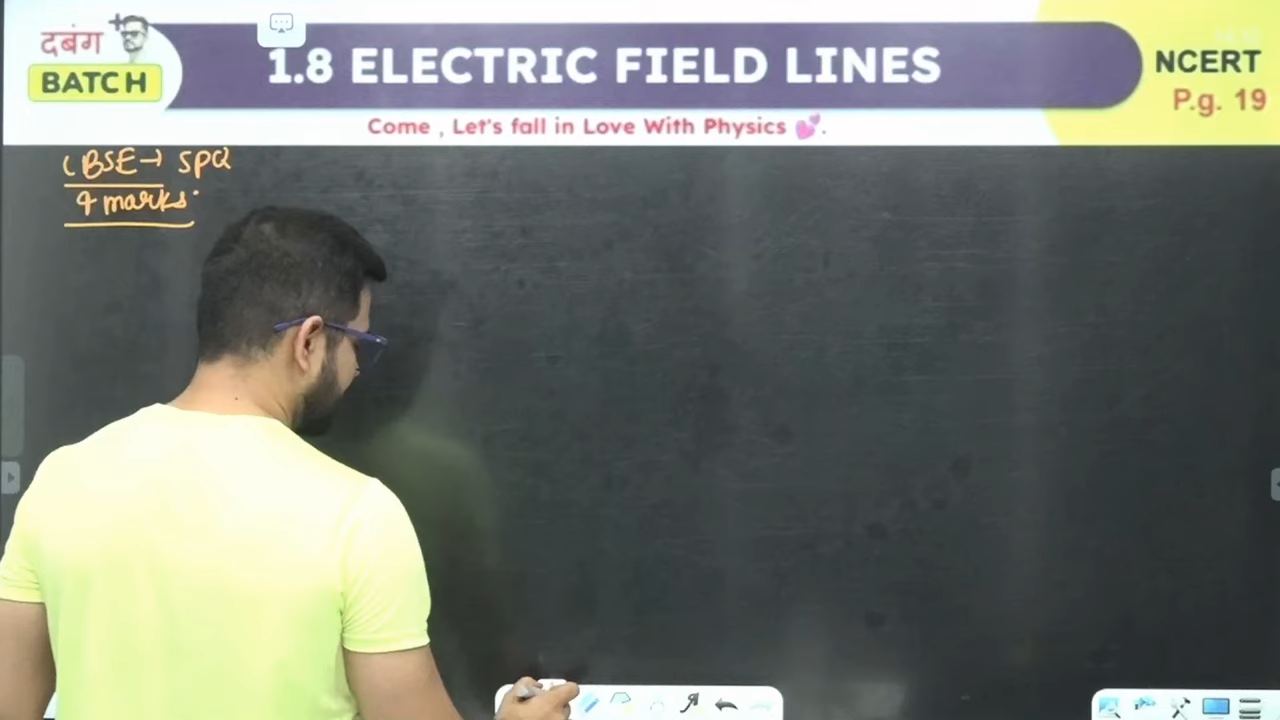 दबंग
BATCH
1.8 ELECTRIC FIELD LINES
NCERT
P.g. 19
Come , Let's fall in Love With Physics 💕.
CBSE → SPQ
4 marks